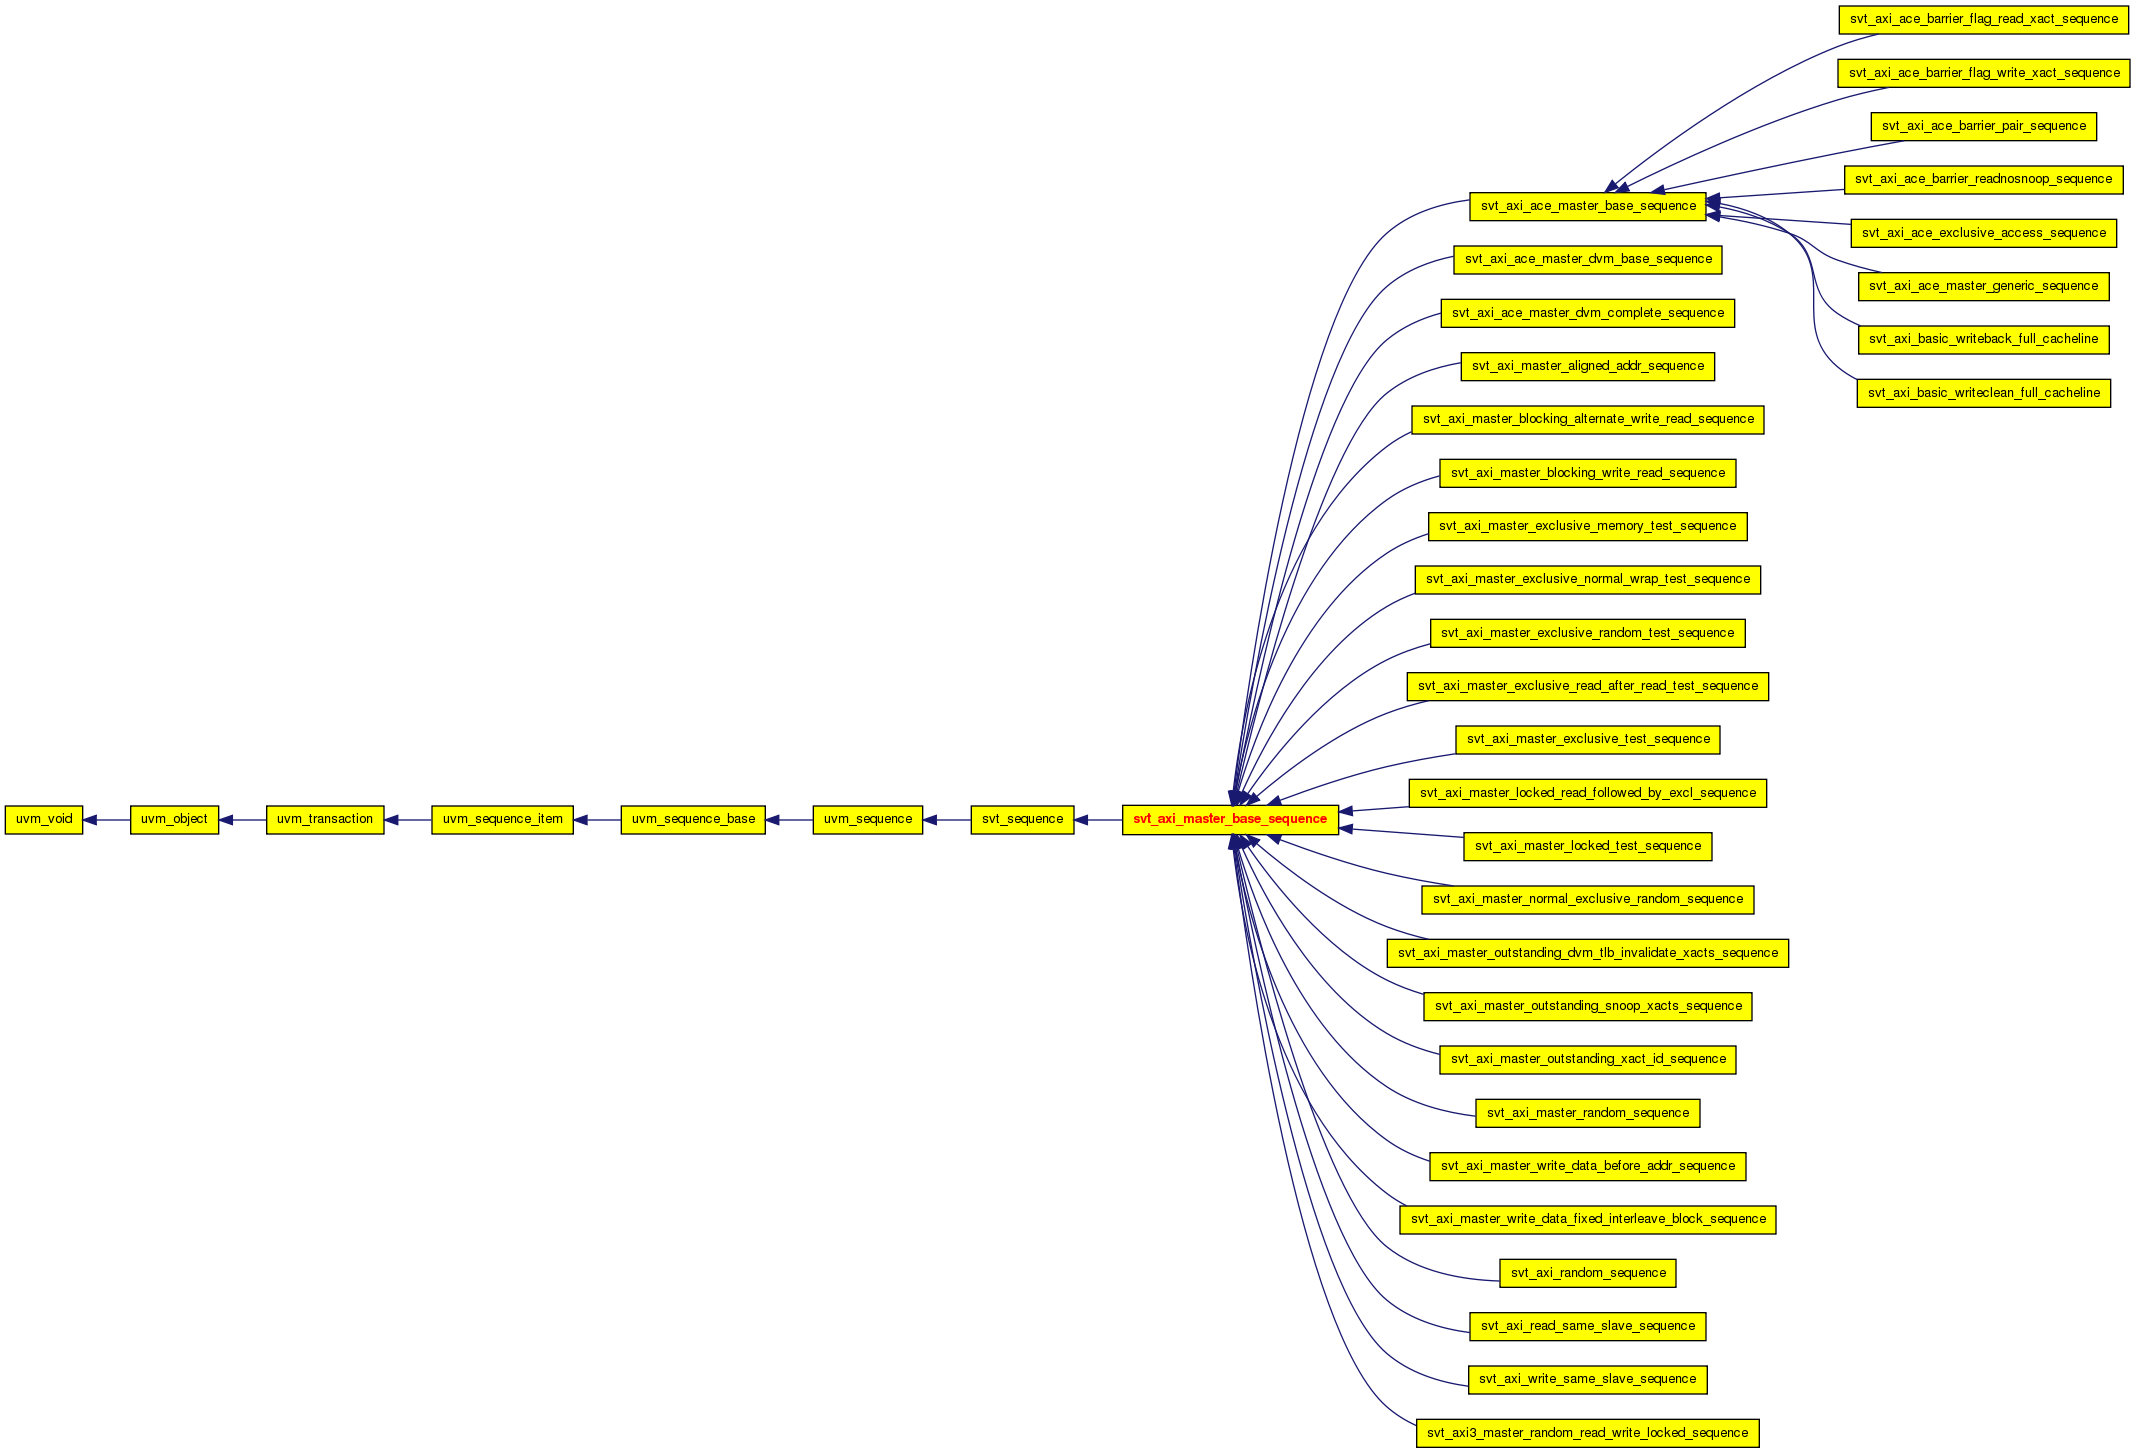 svt_axi_ace_barrier_flag_read_xact_sequence
svt_axi_ace_barrier_flag_write_xact_sequence
svt_axi_ace_barrier_pair_sequence
svt_axi_ace_barrier_readnosnoop_sequence
svt_axi_ace_master_base_sequence
svt_axi_ace_exclusive_access_sequence
svt_axi_ace_master_dvm_base_sequence
svt_axi_ace_master_generic_sequence
svt_axi_ace_master_dvm_complete_sequence
svt_axi_basic_writeback_full_cacheline
svt_axi_master_aligned_addr_sequence
svt_axi_basic_writeclean_full_cacheline
svt_axi_master_blocking_alternate_write_read_sequence
svt_axi_master_blocking_write_read_sequence
svt_axi_master_exclusive_memory_test_sequence
svt_axi_master_exclusive_normal_wrap_test_sequence
svt_axi_master_exclusive_random_test_sequence
svt_axi_master_exclusive_read_after_read_test_sequence
svt_axi_master_exclusive_test_sequence
svt_axi_master_locked_read_followed_by_excl_sequence
uvm_void
uvm_object
uvm_transaction
uvm_sequence_item
uvm_sequence_base
uvm_sequence
svt_sequence
svt_axi_master_base_sequence
svt_axi_master_locked_test_sequence
svt_axi_master_normal_exclusive_random_sequence
svt_axi_master_outstanding_dvm_tlb_invalidate_xacts_sequence
svt_axi_master_outstanding_snoop_xacts_sequence
svt_axi_master_outstanding_xact_id_sequence
svt_axi_master_random_sequence
svt_axi_master_write_data_before_addr_sequence
svt_axi_master_write_data_fixed_interleave_block_sequence
svt_axi_random_sequence
svt_axi_read_same_slave_sequence
svt_axi_write_same_slave_sequence
svt_axi3_master_random_read_write_locked_sequence